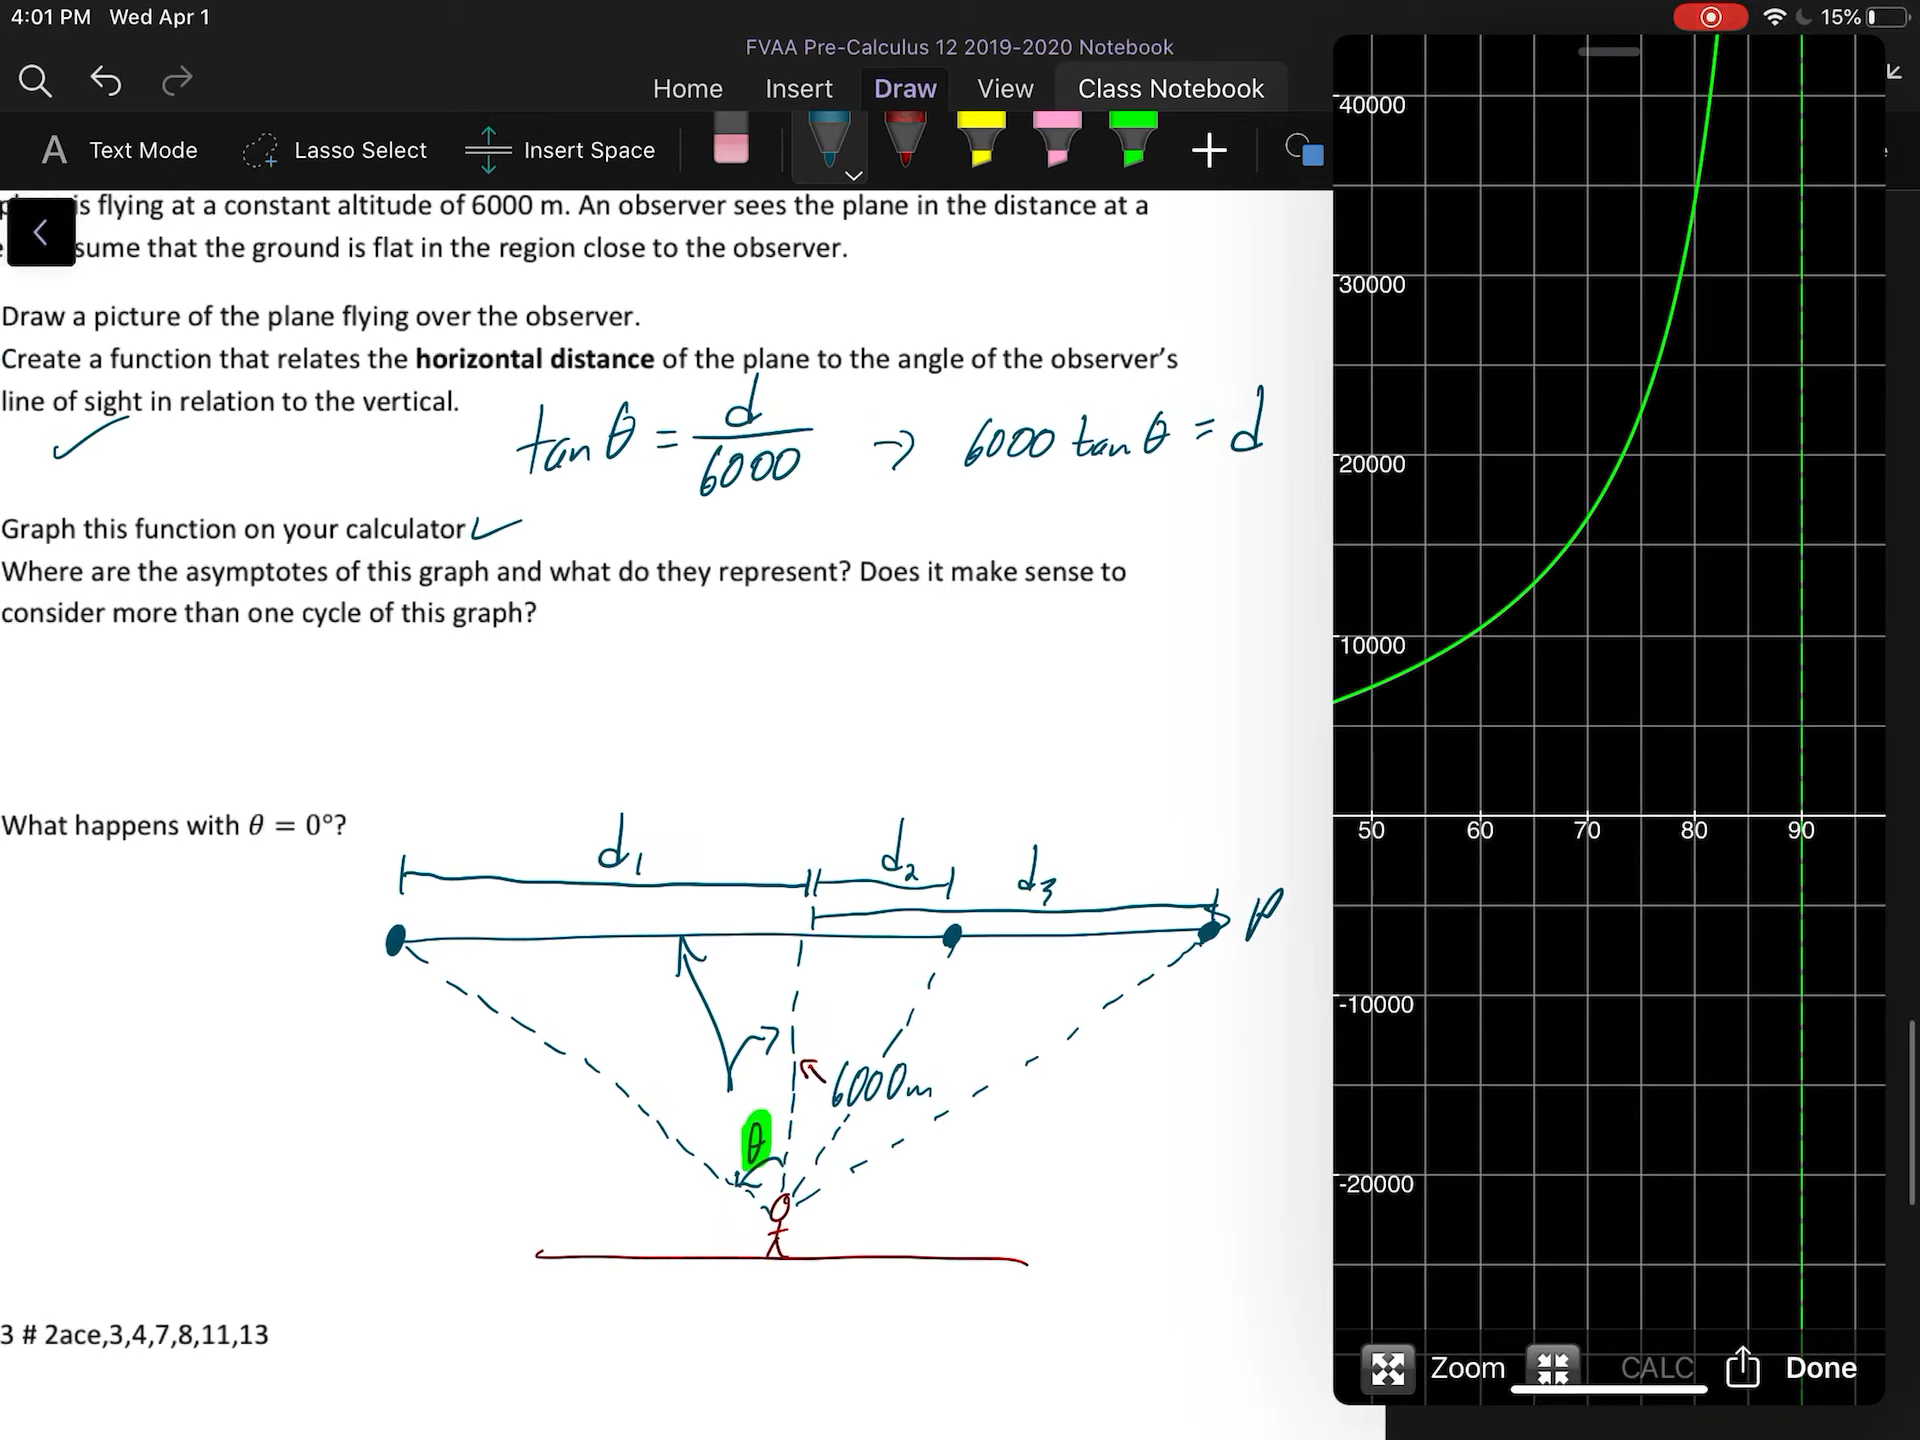 4:01 PM Wed Apr 1
15%
FVAA Pre-Calculus 12 2019-2020 Notebook
Home Insert Draw View Class Notebook
A Text Mode Lasso Select Insert Space
is flying at a constant altitude of 6000 m. An observer sees the plane in the distance at a
sume that the ground is flat in the region close to the observer.
Draw a picture of the plane flying over the observer.
Create a function that relates the horizontal distance of the plane to the angle of the observer's
line of sight in relation to the vertical.
tan θ = d/6000 → 6000 tan θ = d
Graph this function on your calculator
Where are the asymptotes of this graph and what do they represent? Does it make sense to
consider more than one cycle of this graph?
What happens with θ = 0°?
d₁ d₂ d₃
P
6000m
θ
3 # 2ace,3,4,7,8,11,13
40000
30000
20000
10000
50 60 70 80 90
-10000
-20000
Zoom CALC Done